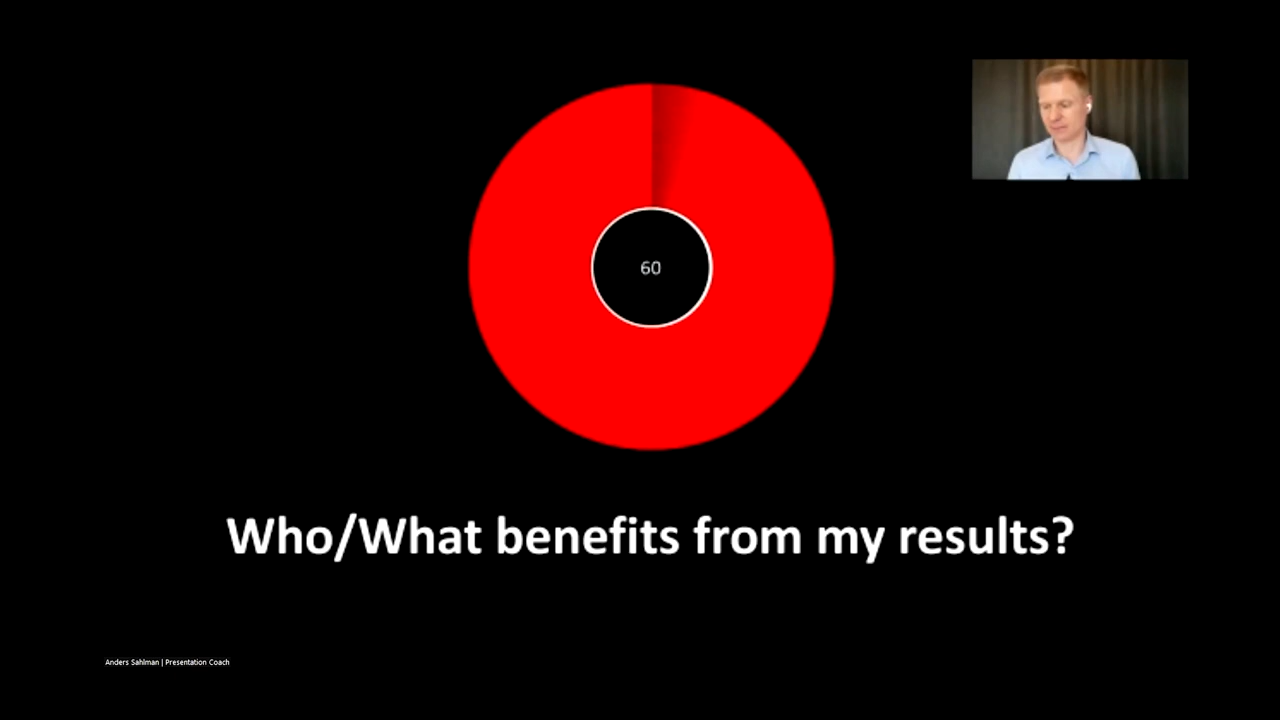 60
Who/What benefits from my results?
Anders Sahlman | Presentation Coach